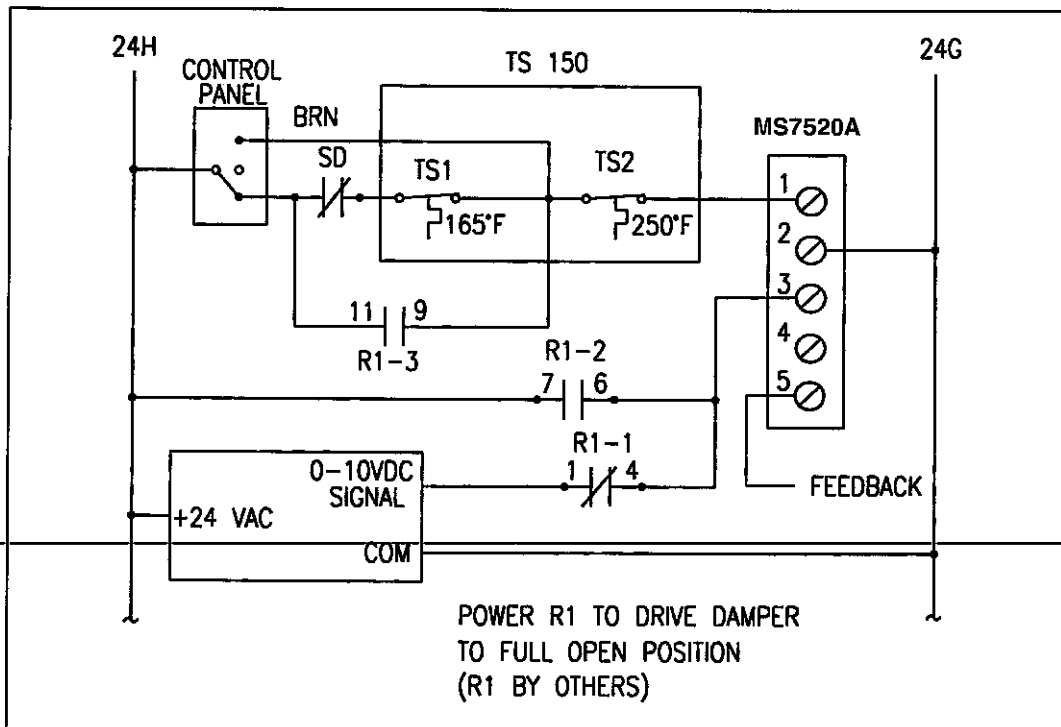 24H
24G
CONTROL
PANEL
TS 150
BRN
MS7520A
SD
TS1
TS2
165°F
250°F
1
2
3
4
5
11 9
R1-3
R1-2
7 6
R1-1
1 4
0-10VDC
SIGNAL
FEEDBACK
+24 VAC
COM
POWER R1 TO DRIVE DAMPER
TO FULL OPEN POSITION
(R1 BY OTHERS)